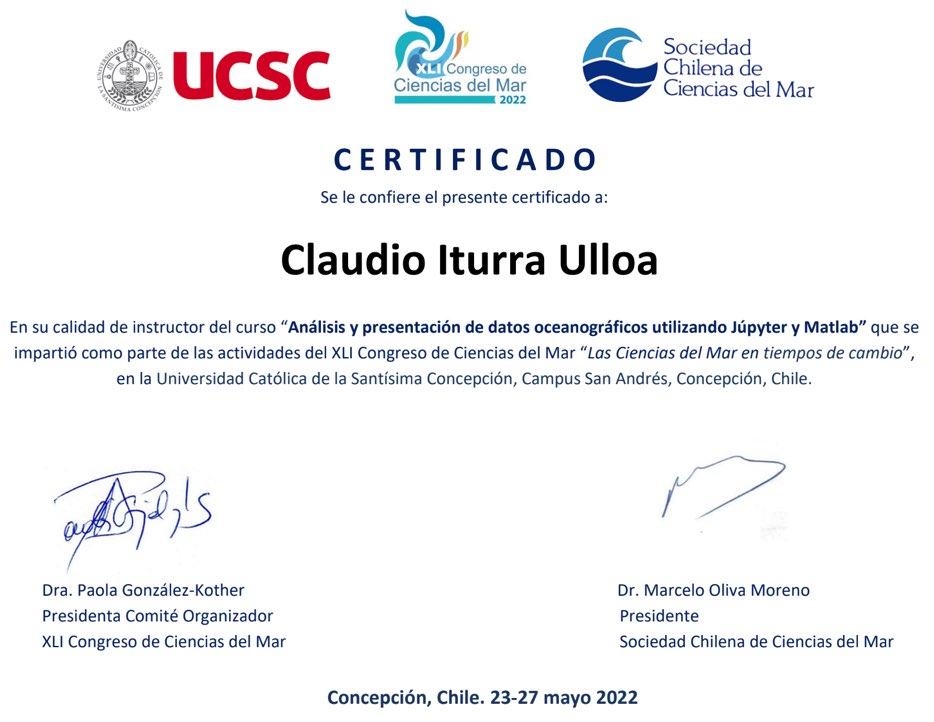 UNIVERSIDAD CATÓLICA DE LA SANTÍSIMA CONCEPCIÓN
UCSC
XLI Congreso de
Ciencias del Mar
2022
Sociedad
Chilena de
Ciencias del Mar
CERTIFICADO
Se le confiere el presente certificado a:
Claudio Iturra Ulloa
En su calidad de instructor del curso “Análisis y presentación de datos oceanográficos utilizando Júpyter y Matlab” que se
impartió como parte de las actividades del XLI Congreso de Ciencias del Mar “Las Ciencias del Mar en tiempos de cambio”,
en la Universidad Católica de la Santísima Concepción, Campus San Andrés, Concepción, Chile.
Dra. Paola González-Kother
Presidenta Comité Organizador
XLI Congreso de Ciencias del Mar
Dr. Marcelo Oliva Moreno
Presidente
Sociedad Chilena de Ciencias del Mar
Concepción, Chile. 23-27 mayo 2022